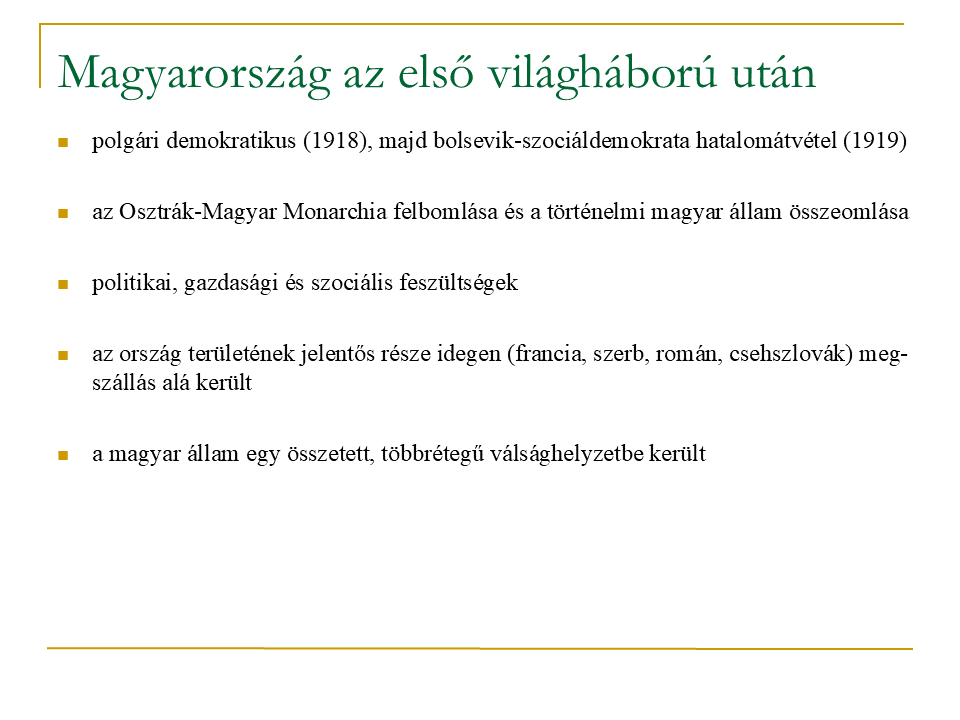 Magyarország az első világháború után
polgári demokratikus (1918), majd bolsevik-szociáldemokrata hatalomátvétel (1919)
az Osztrák-Magyar Monarchia felbomlása és a történelmi magyar állam összeomlása
politikai, gazdasági és szociális feszültségek
az ország területének jelentős része idegen (francia, szerb, román, csehszlovák) meg-
szállás alá került
a magyar állam egy összetett, többrétegű válsághelyzetbe került